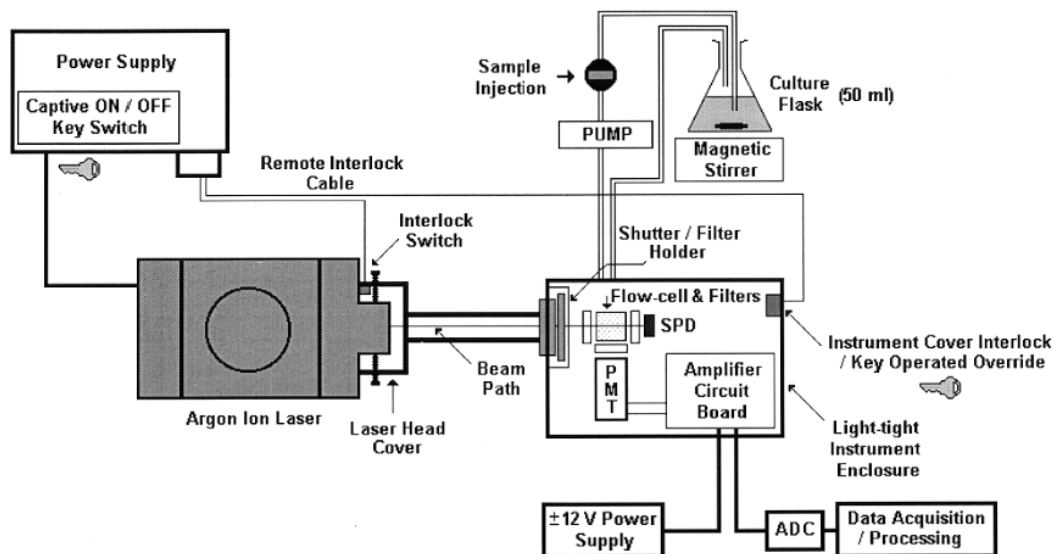 Power Supply
Captive ON / OFF
Key Switch
Sample
Injection
Culture
Flask
(50 ml)
PUMP
Magnetic
Stirrer
Remote Interlock
Cable
Interlock
Switch
Shutter / Filter
Holder
Flow-cell & Filters
SPD
Instrument Cover Interlock
/ Key Operated Override
Beam
Path
P
M
T
Amplifier
Circuit
Board
Argon Ion Laser
Laser Head
Cover
Light-tight
Instrument
Enclosure
±12 V Power
Supply
ADC
Data Acquisition
/ Processing